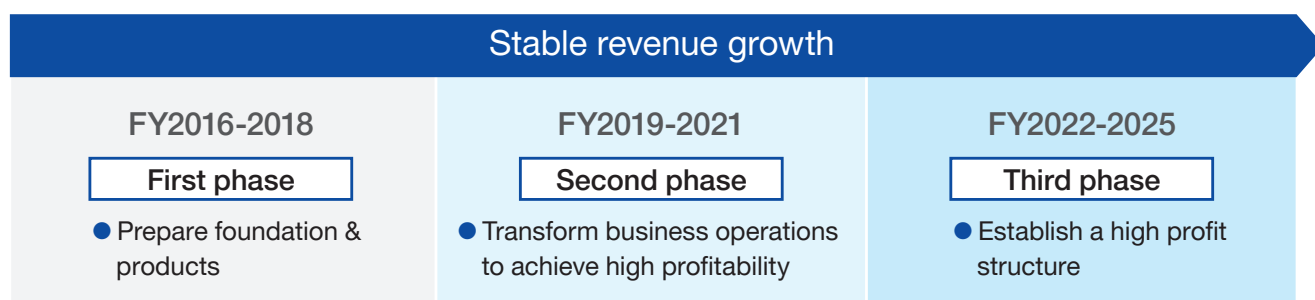 Stable revenue growth
FY2016-2018
First phase
● Prepare foundation &
products
FY2019-2021
Second phase
● Transform business operations
to achieve high profitability
FY2022-2025
Third phase
● Establish a high profit
structure